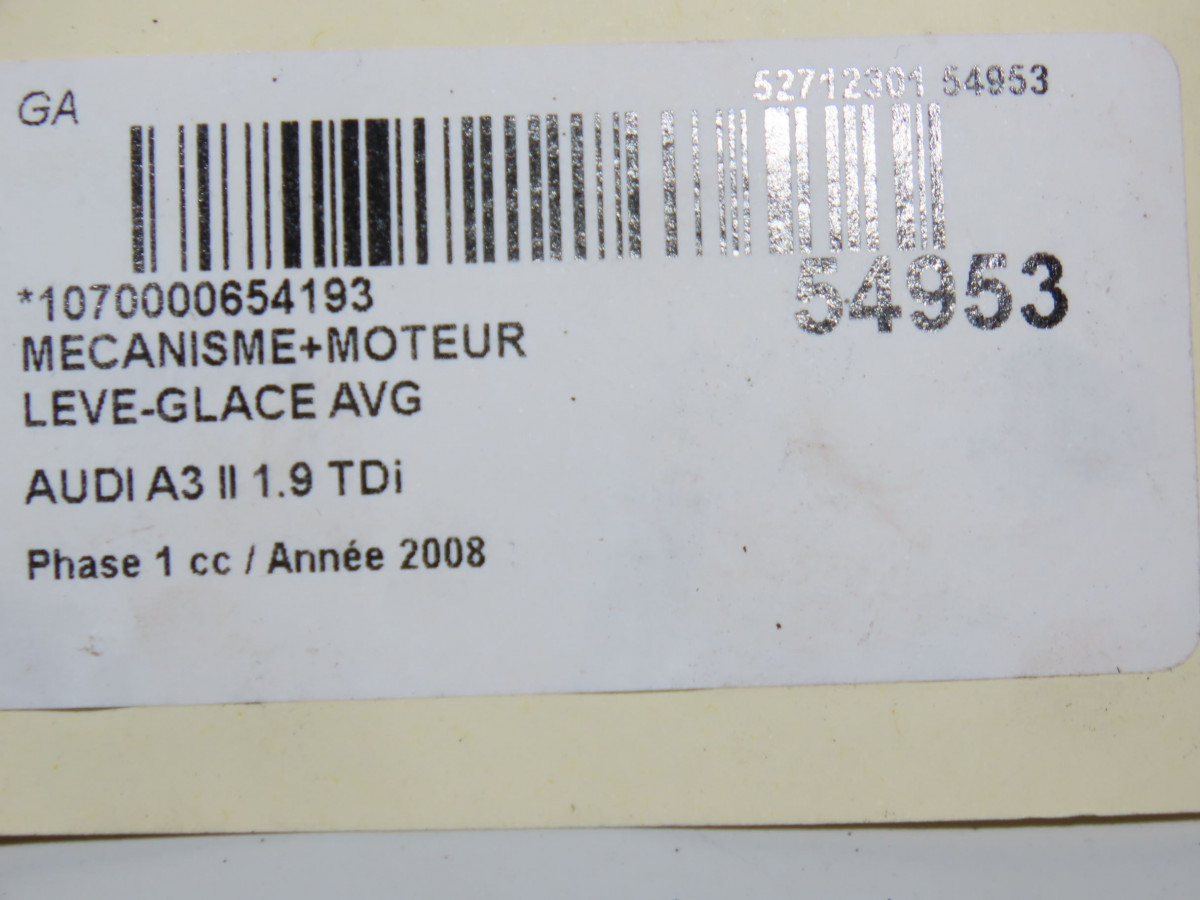 GA
52712301 54953
54953
*1070000654193
MECANISME+MOTEUR
LEVE-GLACE AVG
AUDI A3 II 1.9 TDi
Phase 1 cc / Année 2008